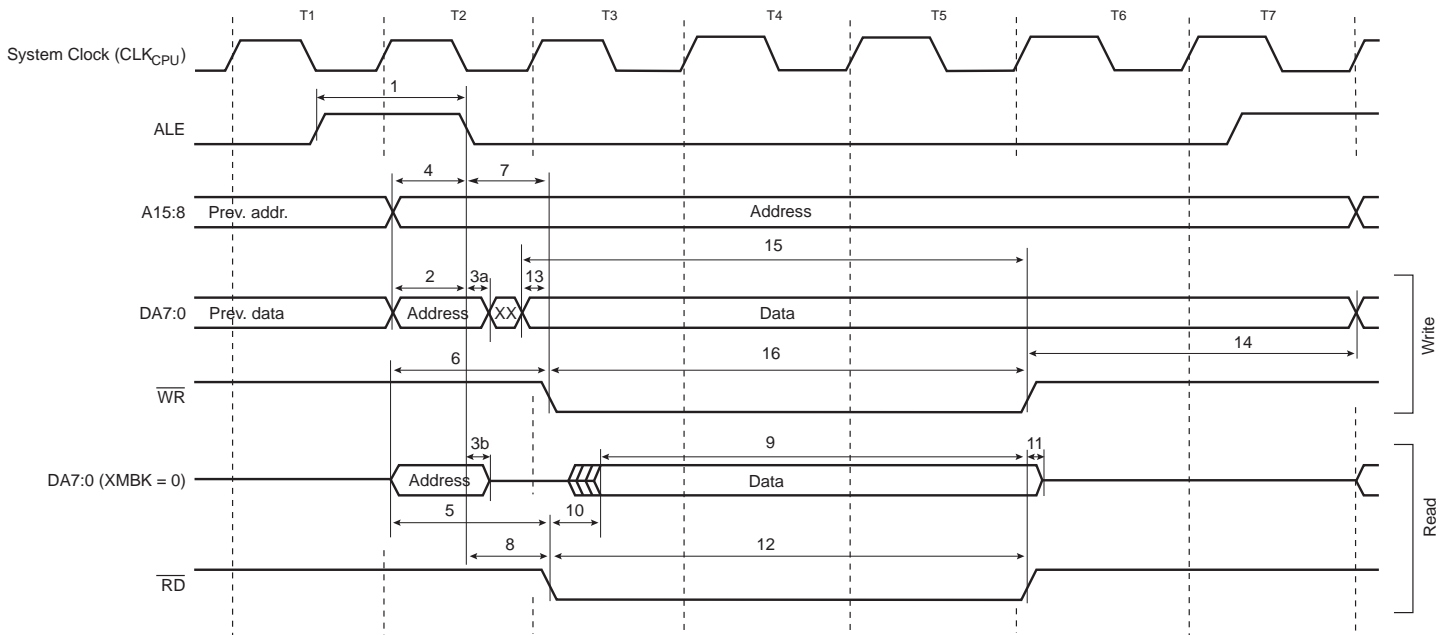 T1 T2 T3 T4 T5 T6 T7
System Clock (CLKCPU)
1
ALE
4 7
A15:8 Prev. addr. Address
15
2 3a 13
DA7:0 Prev. data Address XX Data
6 16 14
WR
Write
3b 9 11
DA7:0 (XMBK = 0) Address Data
5 10
8 12
RD
Read